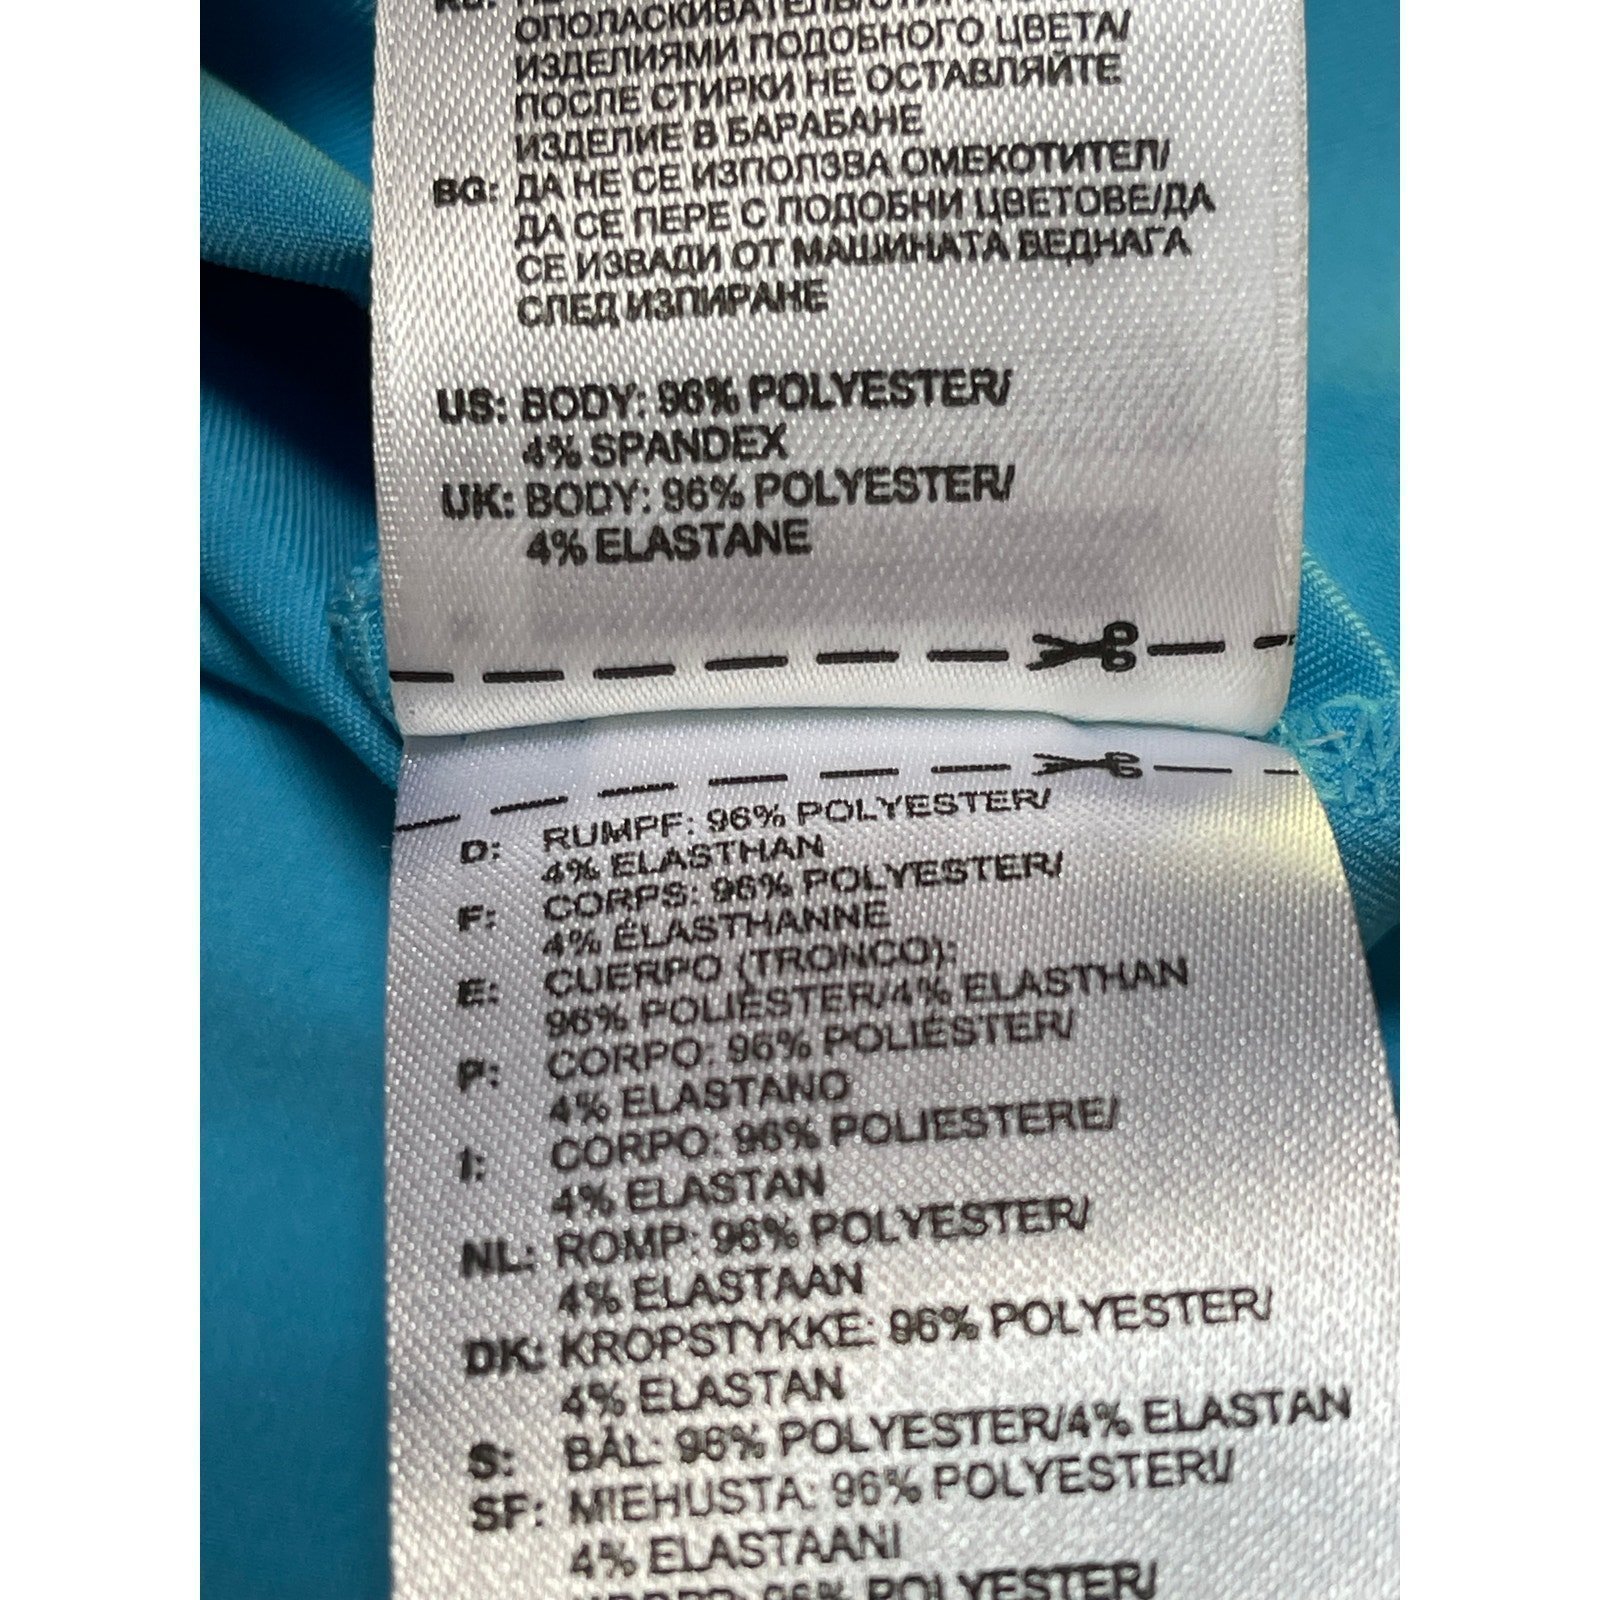 ОПОЛАСКИВАТЕЛЬ/
ИЗДЕЛИЯМИ ПОДОБНОГО ЦВЕТА/
ПОСЛЕ СТИРКИ НЕ ОСТАВЛЯЙТЕ
ИЗДЕЛИЕ В БАРАБАНЕ
BG: ДА НЕ СЕ ИЗПОЛЗВА ОМЕКОТИТЕЛ/
ДА СЕ ПЕРЕ С ПОДОБНИ ЦВЕТОВЕ/ДА
СЕ ИЗВАДИ ОТ МАШИНАТА ВЕДНАГА
СЛЕД ИЗПИРАНЕ
US: BODY: 96% POLYESTER/
4% SPANDEX
UK: BODY: 96% POLYESTER/
4% ELASTANE
D: RUMPF: 96% POLYESTER/
4% ELASTHAN
F: CORPS: 96% POLYESTER/
4% ÉLASTHANNE
E: CUERPO (TRONCO):
96% POLIÉSTER/4% ELASTHAN
P: CORPO: 96% POLIÉSTER/
4% ELASTANO
I: CORPO: 96% POLIESTERE/
4% ELASTAN
NL: ROMP: 96% POLYESTER/
4% ELASTAAN
DK: KROPSTYKKE: 96% POLYESTER/
4% ELASTAN
S: BÅL: 96% POLYESTER/4% ELASTAN
SF: MIEHUSTA: 96% POLYESTERI/
4% ELASTAANI
96% POLYESTER/